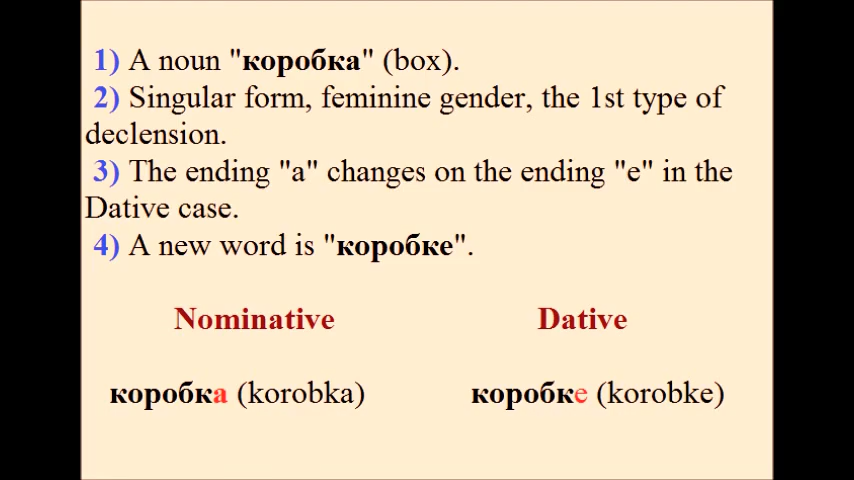 1) A noun "коробка" (box).
2) Singular form, feminine gender, the 1st type of
declension.
3) The ending "а" changes on the ending "е" in the
Dative case.
4) A new word is "коробке".
Nominative Dative
коробка (korobka) коробке (korobke)